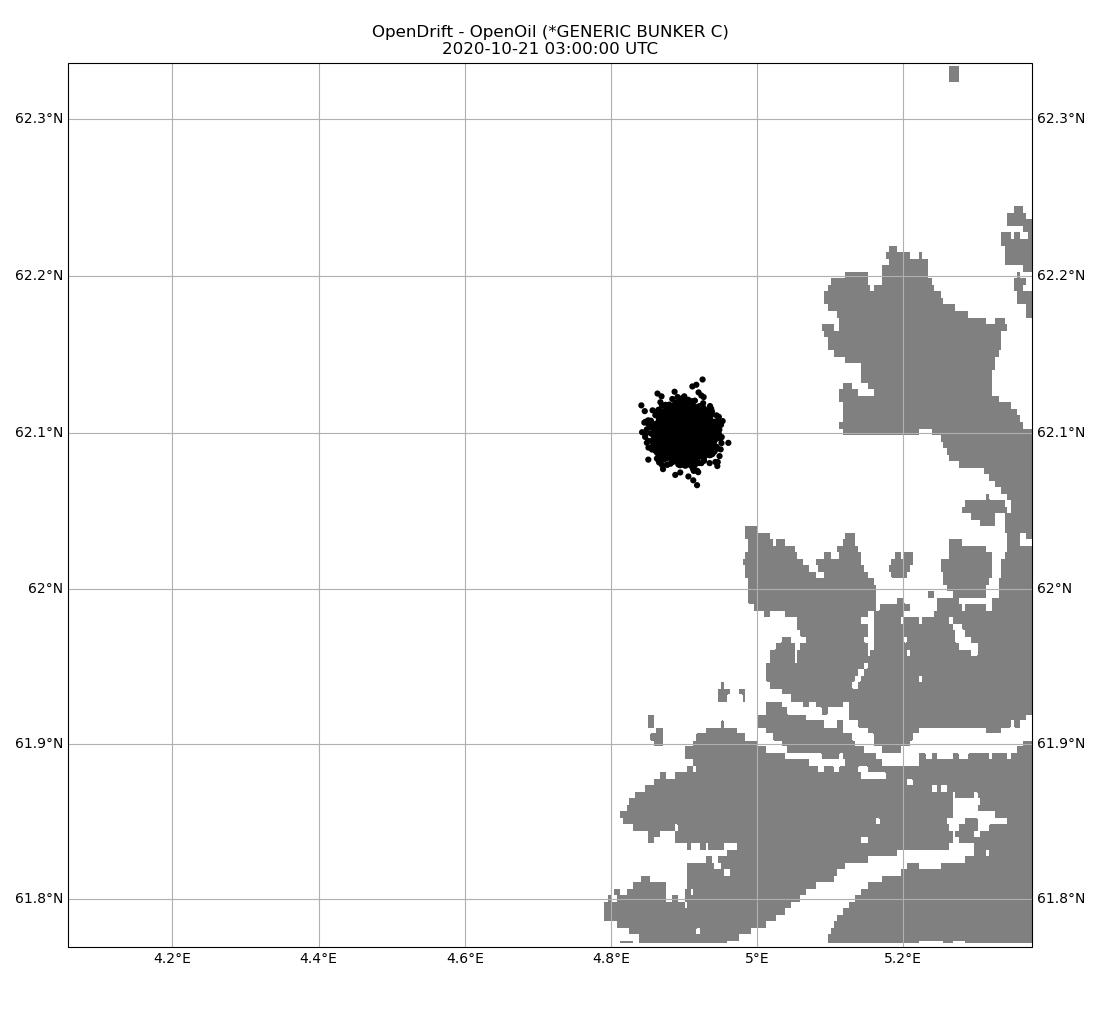 OpenDrift - OpenOil (*GENERIC BUNKER C)
2020-10-21 03:00:00 UTC
62.3°N 62.3°N
62.2°N 62.2°N
62.1°N 62.1°N
62°N 62°N
61.9°N 61.9°N
61.8°N 61.8°N
4.2°E 4.4°E 4.6°E 4.8°E 5°E 5.2°E